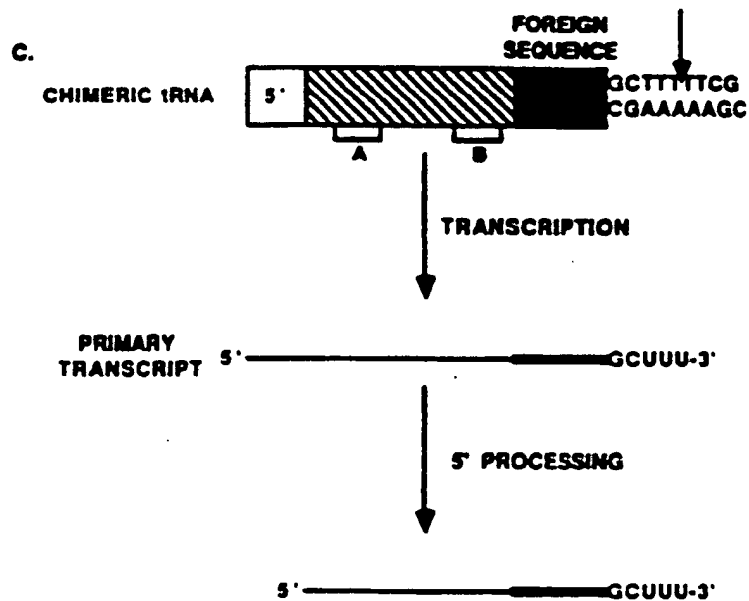 C.
FOREIGN
SEQUENCE
CHIMERIC tRNA
5'
GCTTTTTCG
CGAAAAAGC
A
B
TRANSCRIPTION
PRIMARY
TRANSCRIPT
5'
GCUUU-3'
5' PROCESSING
5'
GCUUU-3'